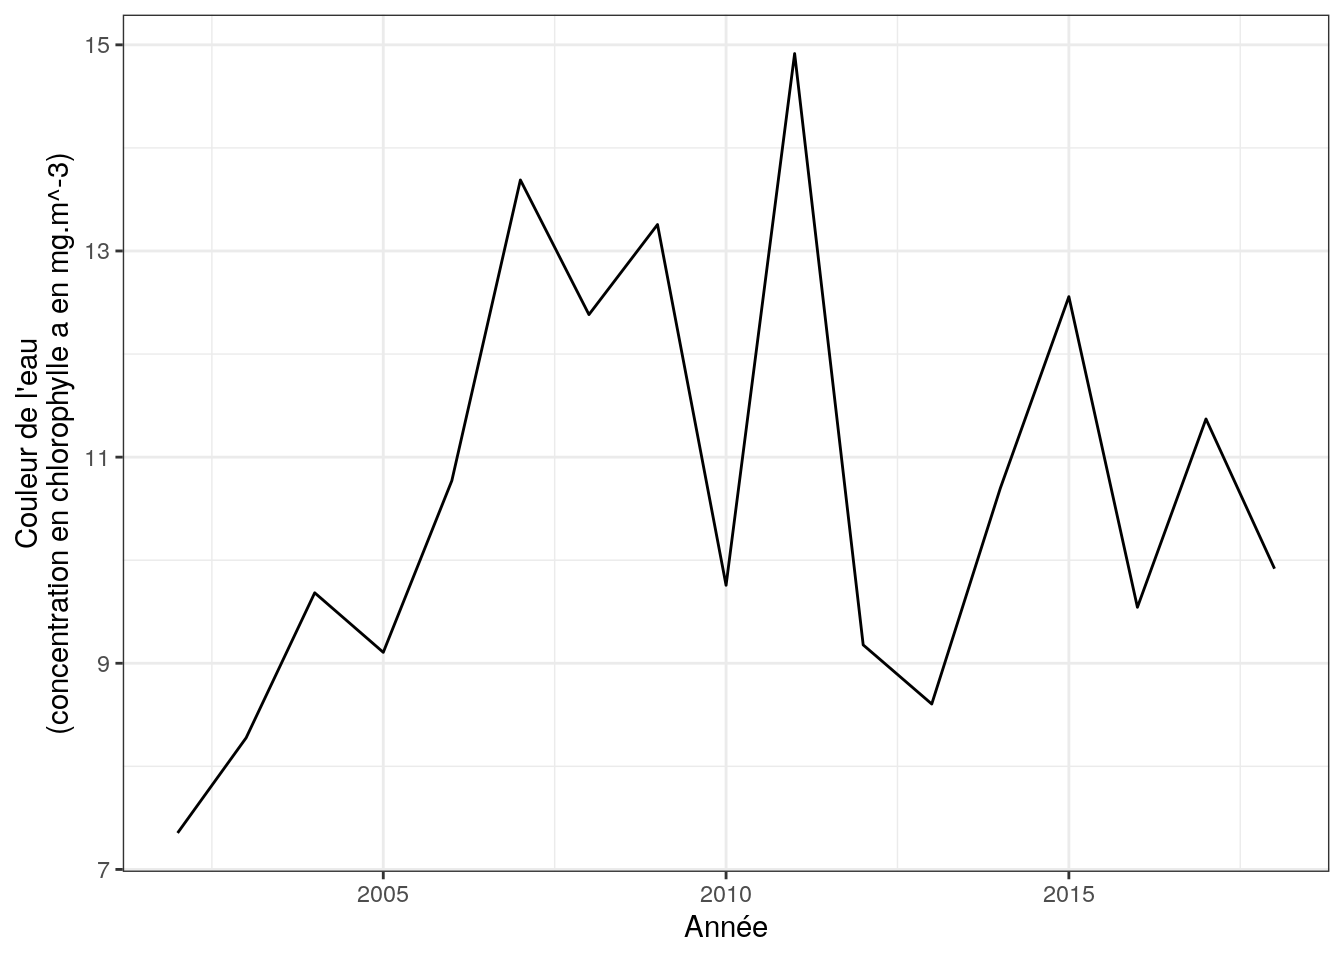 Couleur de l'eau
(concentration en chlorophylle a en mg.m^-3)
15
13
11
9
7
2005
2010
2015
Année